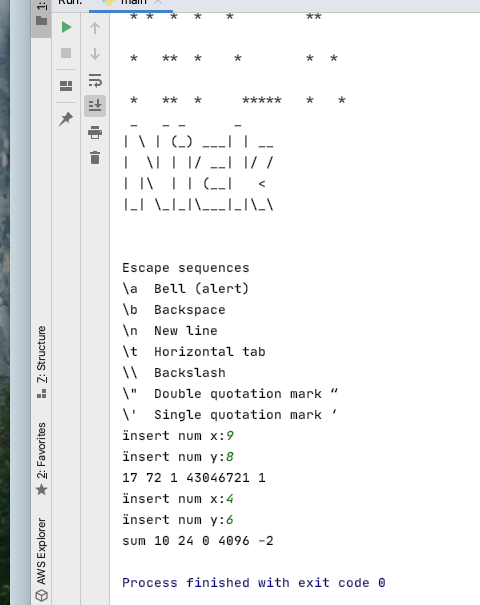 Run:
main
1:
* *  *  *   *         **
*   **  *    *        *  *
*   **  *     *****   *   *
 _   _ _      _
| \ | (_) ___| | __
|  \| | |/ __| |/ /
| |\  | | (__|   <
|_| \_|_|\___|_|\_\
Escape sequences
\a  Bell (alert)
\b  Backspace
\n  New line
\t  Horizontal tab
\\  Backslash
\"  Double quotation mark “
\'  Single quotation mark ‘
ïnsert num x:9
ïnsert num y:8
17 72 1 43046721 1
ïnsert num x:4
ïnsert num y:6
sum 10 24 0 4096 -2
Process finished with exit code 0
7: Structure
2: Favorites
AWS Explorer